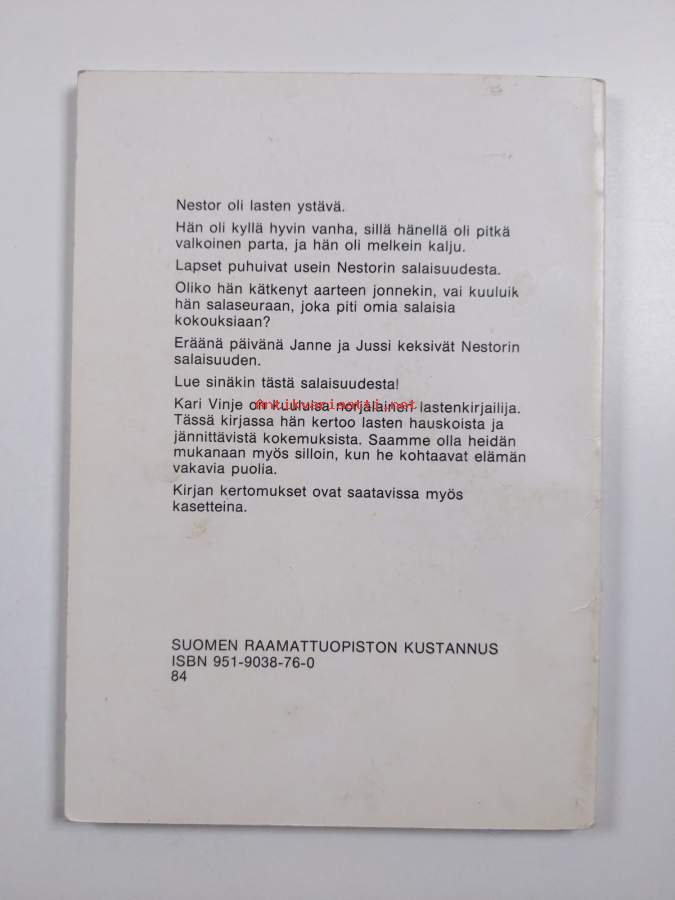 Nestor oli lasten ystävä.
Hän oli kyllä hyvin vanha, sillä hänellä oli pitkä
valkoinen parta, ja hän oli melkein kalju.
Lapset puhuivat usein Nestorin salaisuudesta.
Oliko hän kätkenyt aarteen jonnekin, vai kuuluik
hän salaseuraan, joka piti omia salaisia
kokouksiaan?
Eräänä päivänä Janne ja Jussi keksivät Nestorin
salaisuuden.
Lue sinäkin tästä salaisuudesta!
Kari Vinje on kuuluisa norjalainen lastenkirjailija.
Antikvariaatti.net
Tässä kirjassa hän kertoo lasten hauskoista ja
jännittävistä kokemuksista. Saamme olla heidän
mukanaan myös silloin, kun he kohtaavat elämän
vakavia puolia.
Kirjan kertomukset ovat saatavissa myös
kasetteina.
SUOMEN RAAMATTUOPISTON KUSTANNUS
ISBN 951-9038-76-0
84